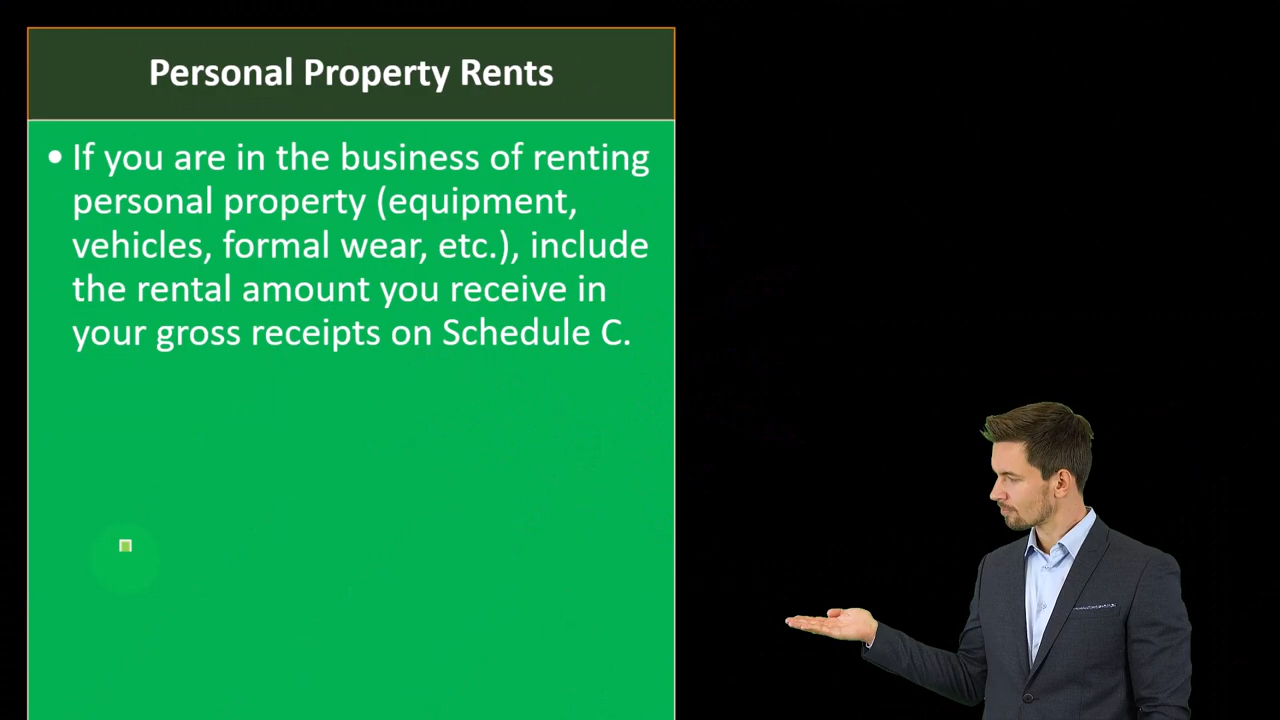 Personal Property Rents
• If you are in the business of renting
personal property (equipment,
vehicles, formal wear, etc.), include
the rental amount you receive in
your gross receipts on Schedule C.